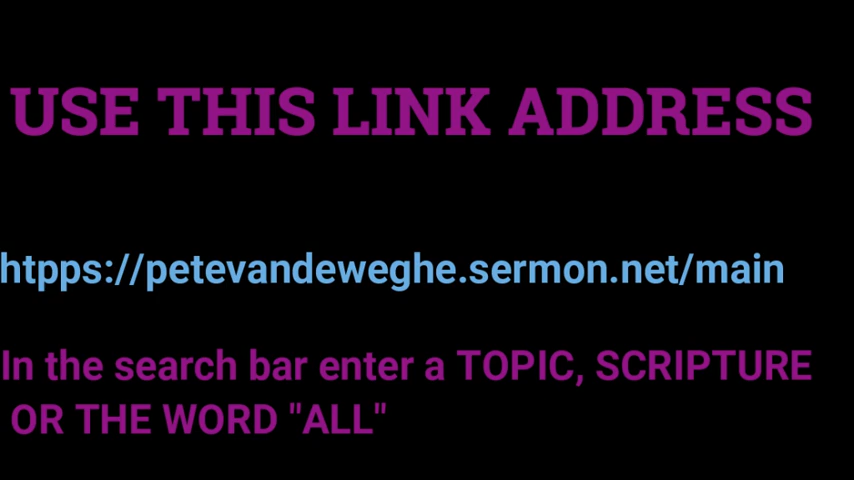 USE THIS LINK ADDRESS
htpps://petevandeweghe.sermon.net/main
In the search bar enter a TOPIC, SCRIPTURE
OR THE WORD "ALL"